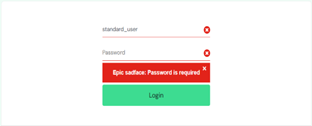 standard_user
Password
Epic sadface: Password is required
Login